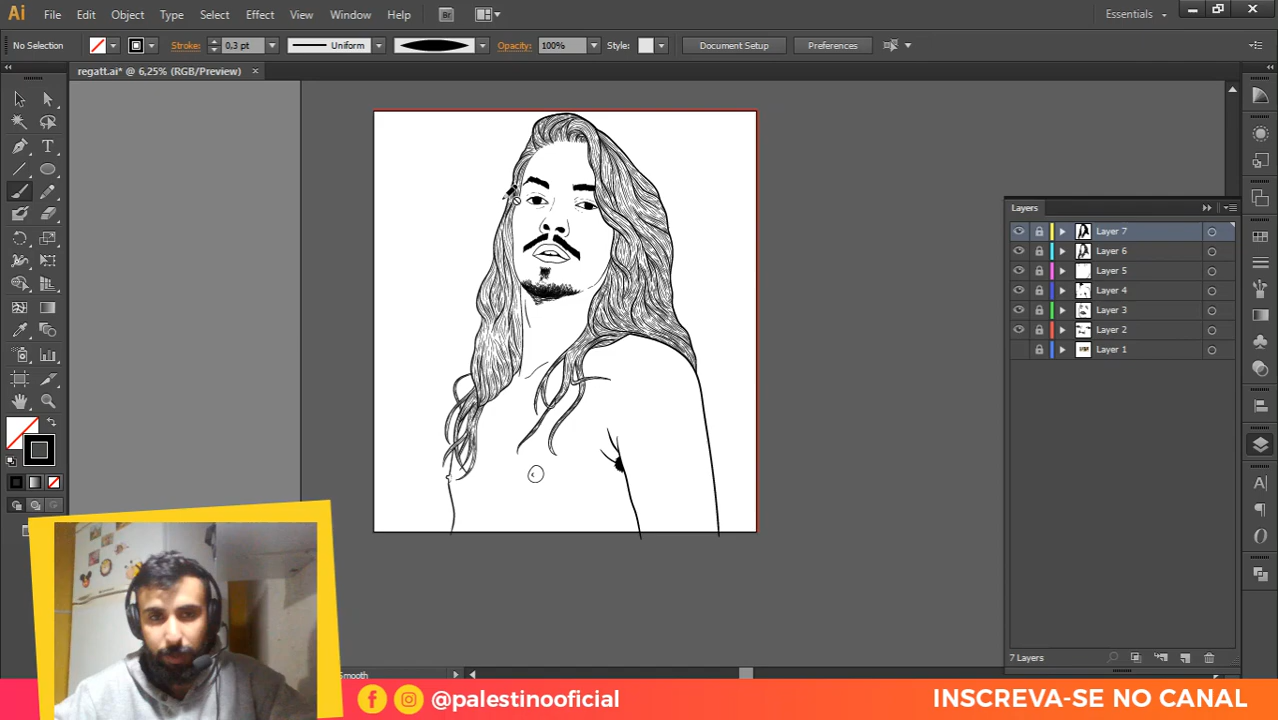 Ai File Edit Object Type Select Effect View Window Help Br Essentials
No Selection Stroke: 0,3 pt Uniform Opacity: 100% Style: Document Setup Preferences
regatt.ai* @ 6,25% (RGB/Preview) ×
Layers
Layer 7
Layer 6
Layer 5
Layer 4
Layer 3
Layer 2
Layer 1
7 Layers
Smooth
@palestinooficial INSCREVA-SE NO CANAL